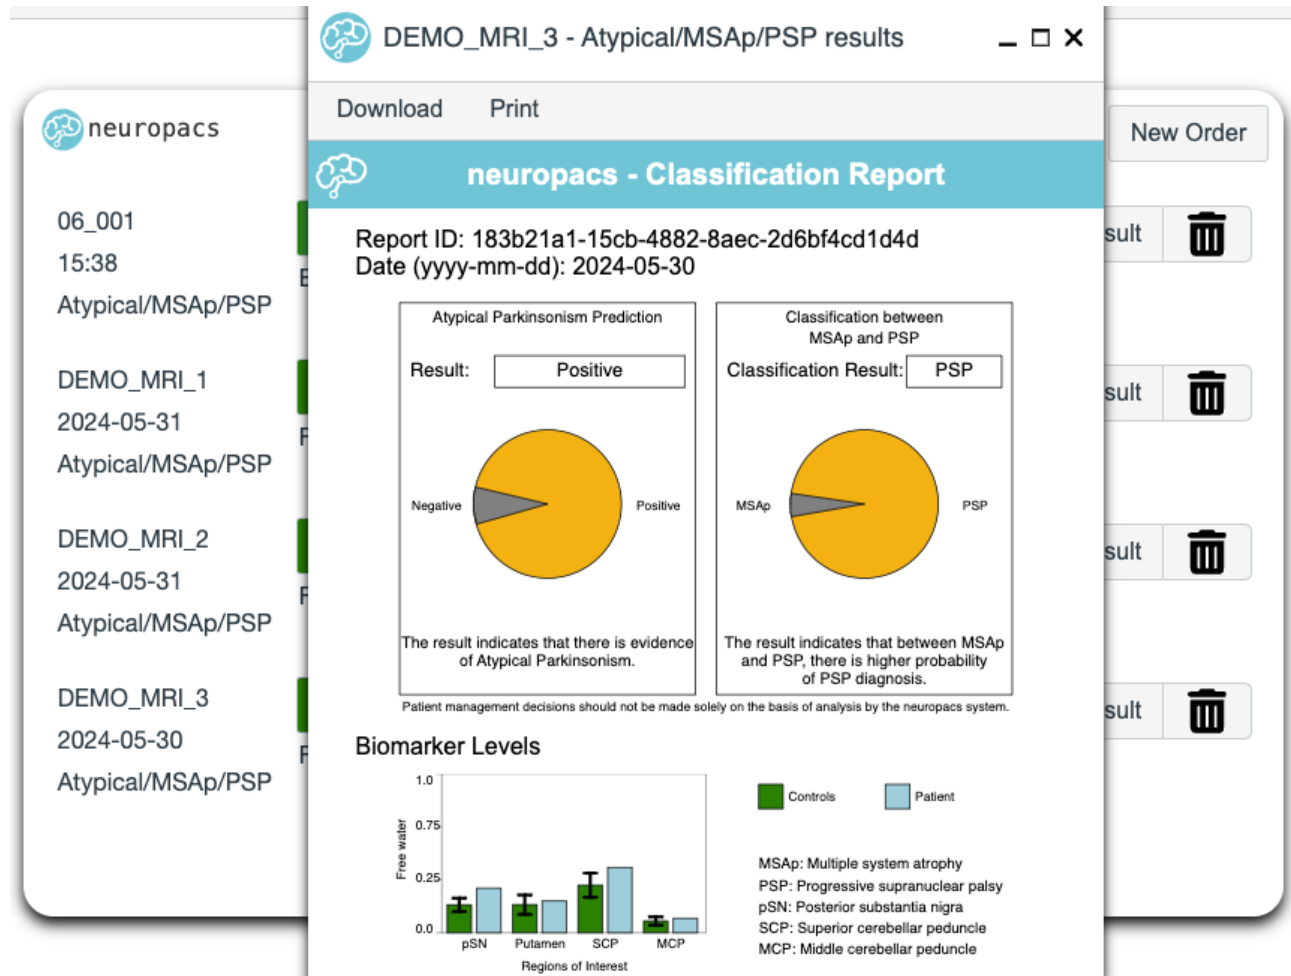 DEMO_MRI_3 - Atypical/MSAp/PSP results
Download Print
neuropacs
New Order
neuropacs - Classification Report
06_001
15:38
Atypical/MSAp/PSP
sult
DEMO_MRI_1
2024-05-31
Atypical/MSAp/PSP
sult
DEMO_MRI_2
2024-05-31
Atypical/MSAp/PSP
sult
DEMO_MRI_3
2024-05-30
Atypical/MSAp/PSP
sult
Report ID: 183b21a1-15cb-4882-8aec-2d6bf4cd1d4d
Date (yyyy-mm-dd): 2024-05-30
Atypical Parkinsonism Prediction
Result: Positive
Negative Positive
The result indicates that there is evidence
of Atypical Parkinsonism.
Classification between
MSAp and PSP
Classification Result: PSP
MSAp PSP
The result indicates that between MSAp
and PSP, there is higher probability
of PSP diagnosis.
Patient management decisions should not be made solely on the basis of analysis by the neuropacs system.
Biomarker Levels
1.0
0.75
0.25
0.0
Free water
pSN Putamen SCP MCP
Regions of Interest
Controls Patient
MSAp: Multiple system atrophy
PSP: Progressive supranuclear palsy
pSN: Posterior substantia nigra
SCP: Superior cerebellar peduncle
MCP: Middle cerebellar peduncle